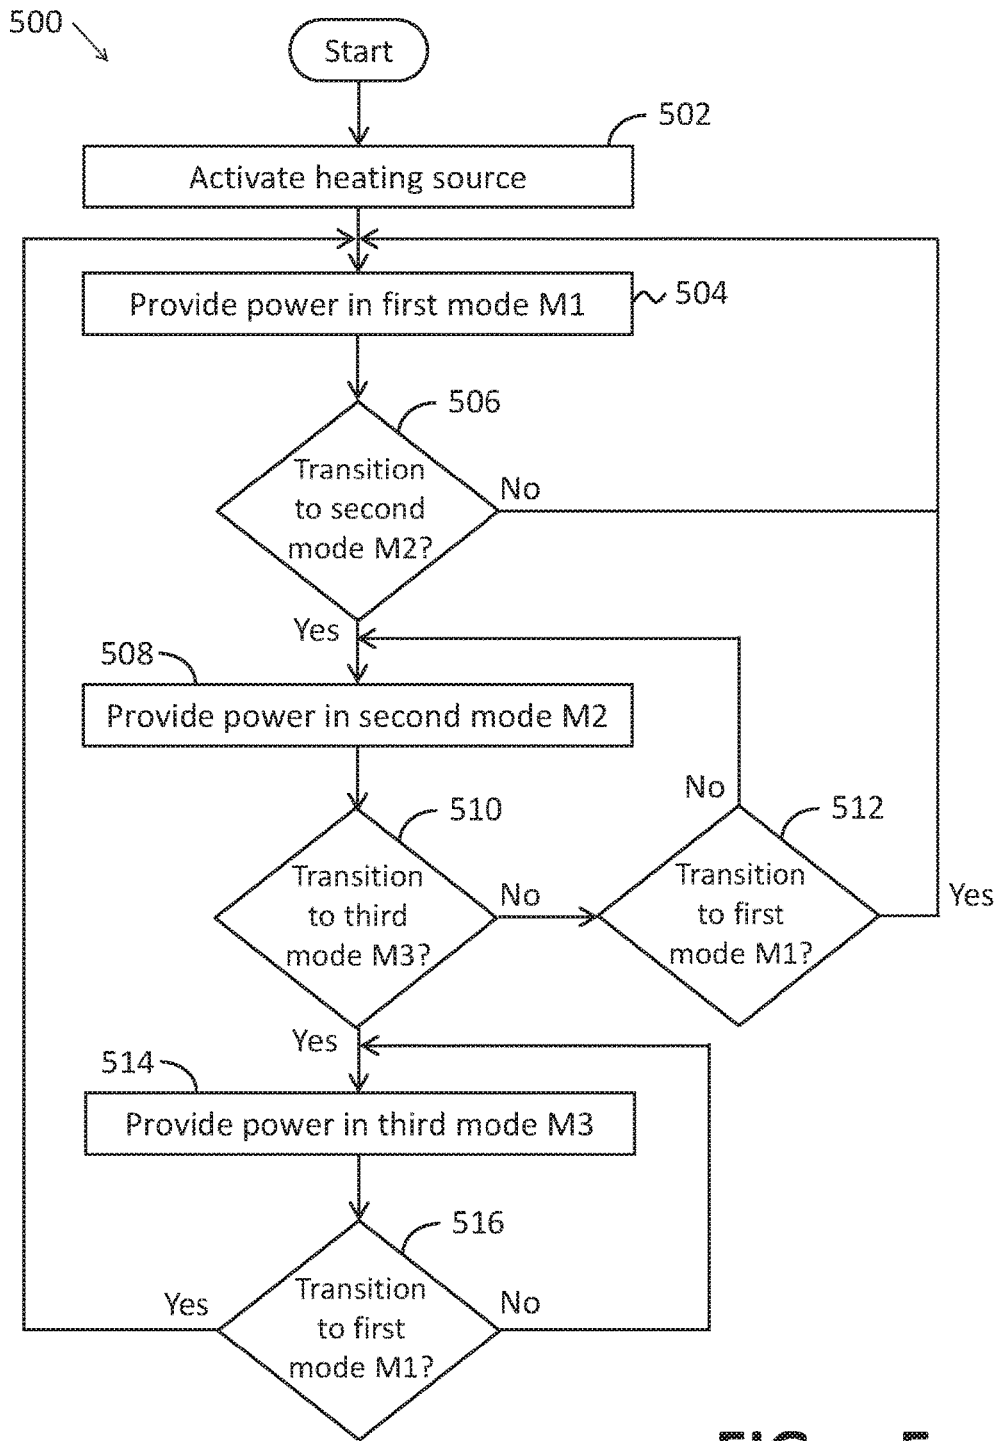 500
Start
502
Activate heating source
Provide power in first mode M1
504
506
Transition
to second
mode M2?
No
Yes
508
Provide power in second mode M2
510
Transition
to third
mode M3?
No
No
512
Transition
to first
mode M1?
Yes
Yes
514
Provide power in third mode M3
516
Transition
to first
mode M1?
Yes
No